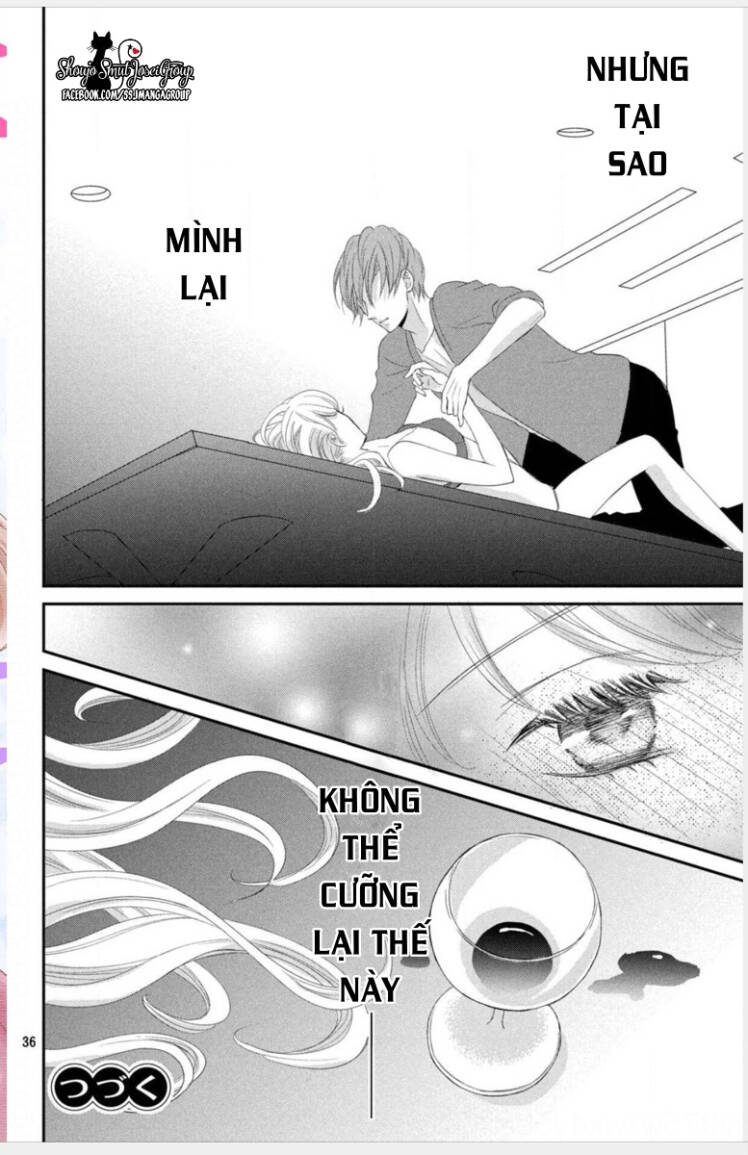 Shoujo Smut Josei Group
FACEBOOK.COM/SSJMANGAGROUP
NHƯNG
TẠI
SAO
MÌNH
LẠI
KHÔNG
THỂ
CƯỠNG
LẠI THẾ
NÀY
36
つづく